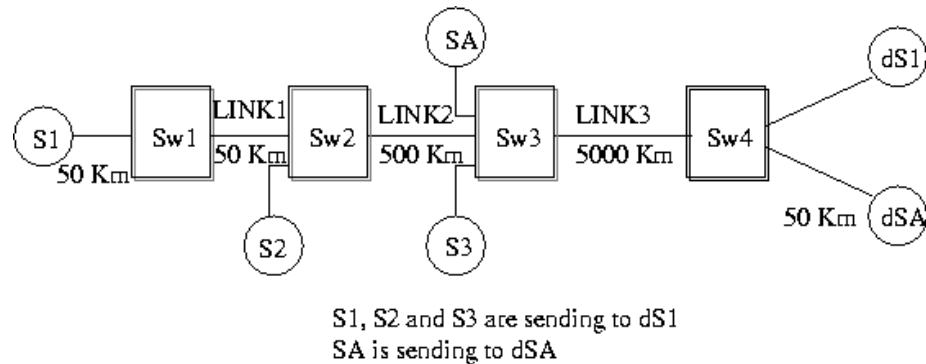 SA
dS1
LINK1
LINK2
LINK3
S1
Sw1
Sw2
Sw3
Sw4
50 Km
50 Km
500 Km
5000 Km
50 Km
dSA
S2
S3
S1, S2 and S3 are sending to dS1
SA is sending to dSA